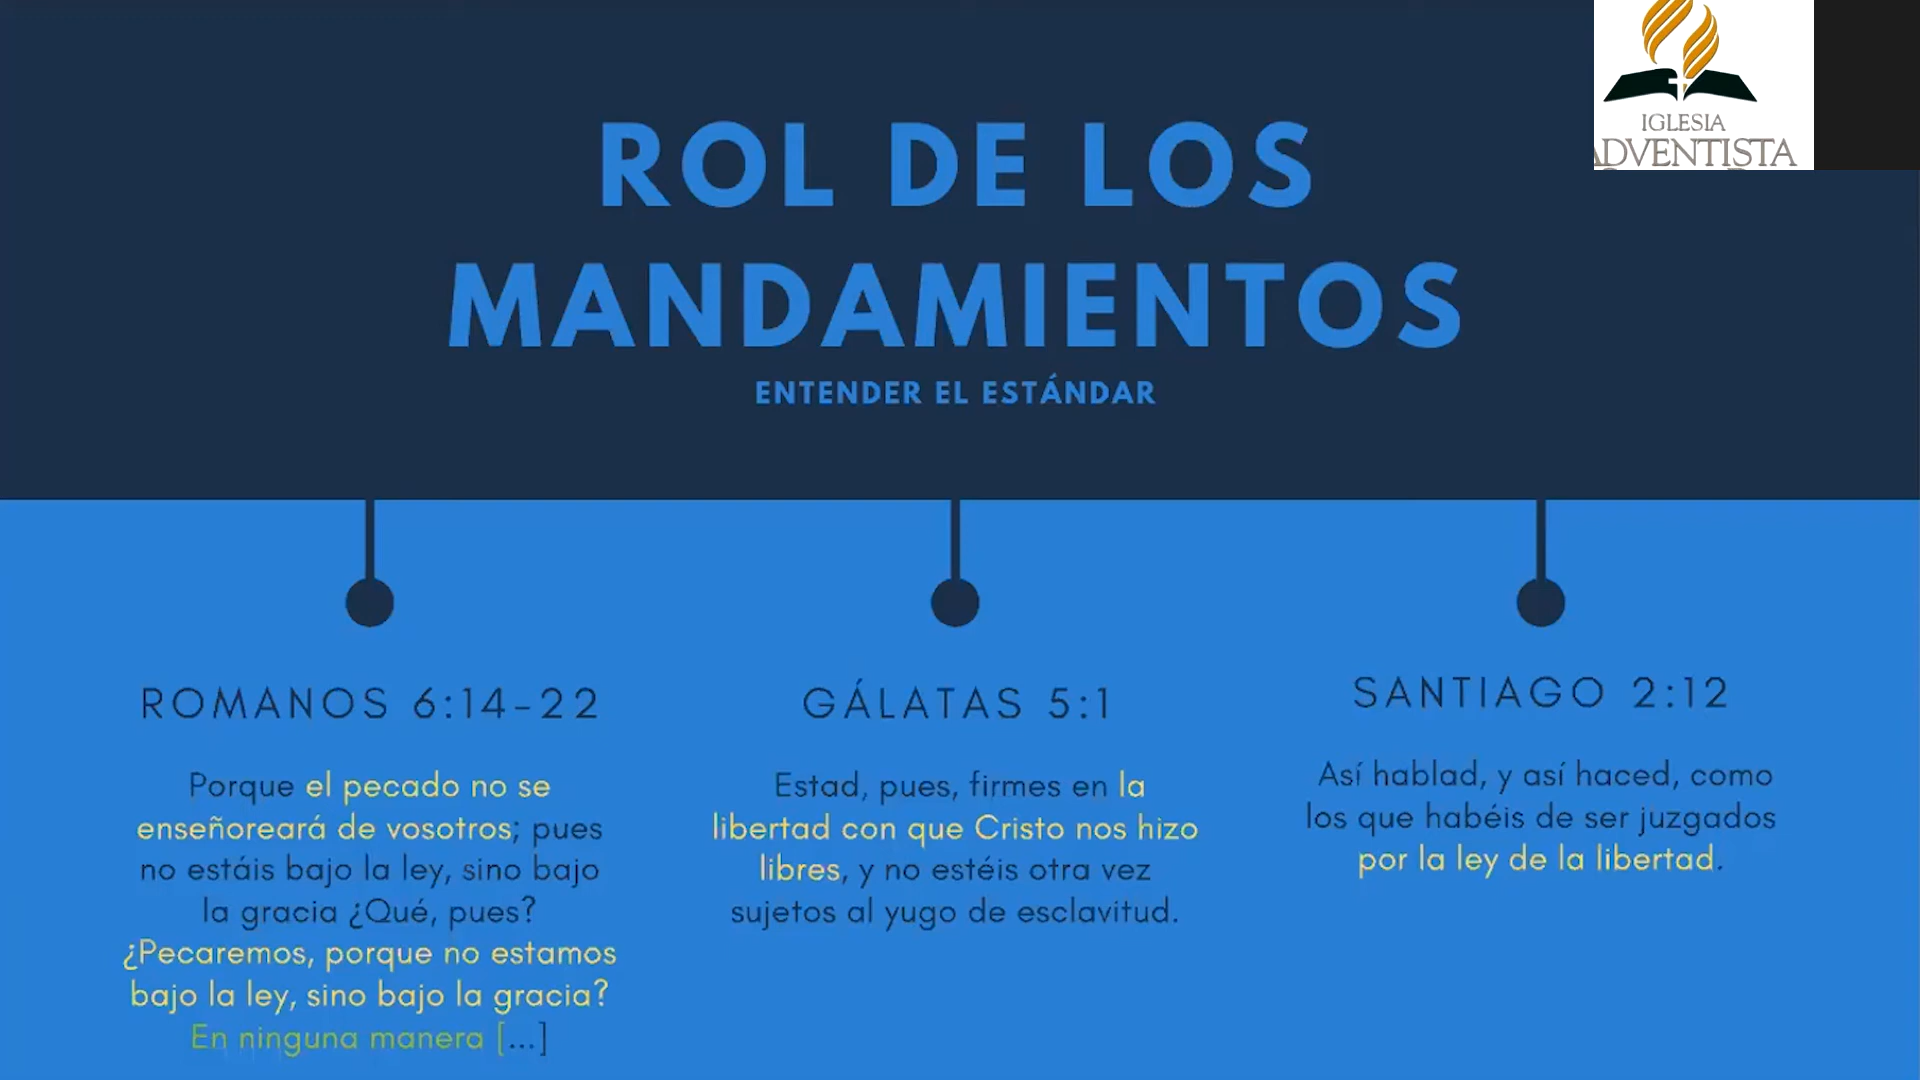 IGLESIA
ADVENTISTA
ROL DE LOS
MANDAMIENTOS
ENTENDER EL ESTÁNDAR
ROMANOS 6:14-22
Porque el pecado no se
enseñoreará de vosotros; pues
no estáis bajo la ley, sino bajo
la gracia ¿Qué, pues?
¿Pecaremos, porque no estamos
bajo la ley, sino bajo la gracia?
En ninguna manera [...]
GÁLATAS 5:1
Estad, pues, firmes en la
libertad con que Cristo nos hizo
libres, y no estéis otra vez
sujetos al yugo de esclavitud.
SANTIAGO 2:12
Así hablad, y así haced, como
los que habéis de ser juzgados
por la ley de la libertad.